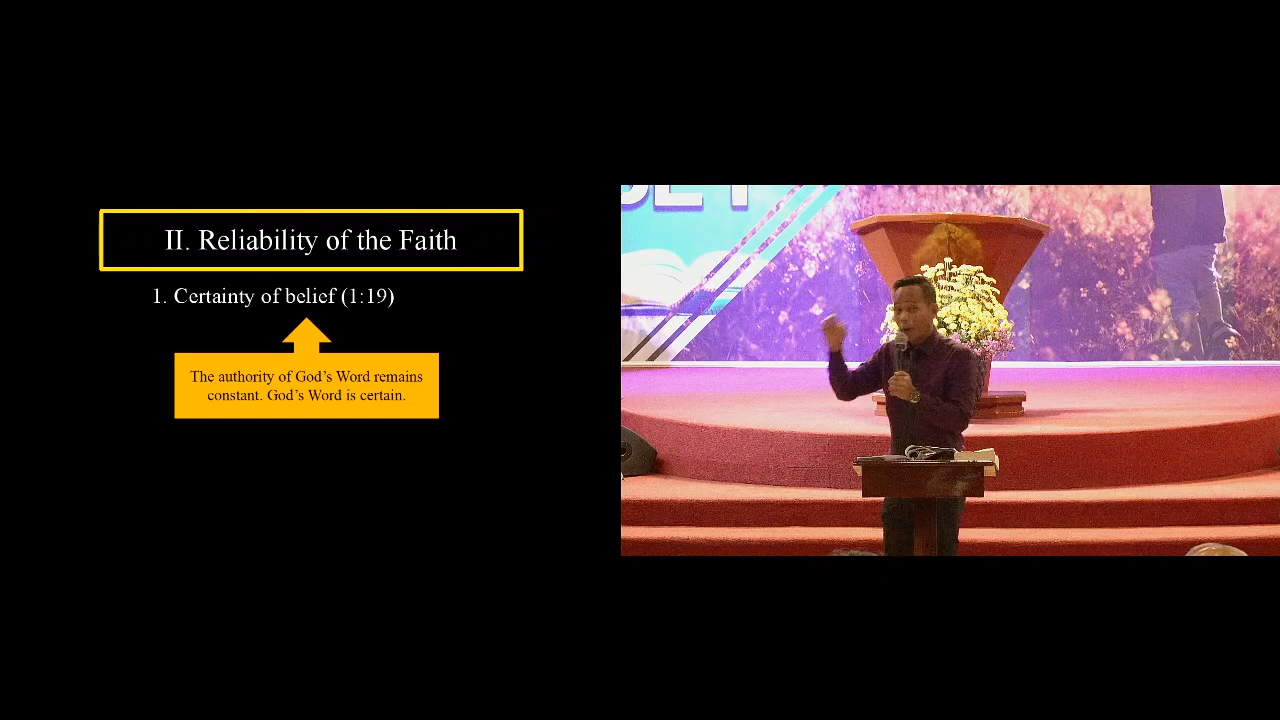 II. Reliability of the Faith
1. Certainty of belief (1:19)
The authority of God’s Word remains
constant. God’s Word is certain.